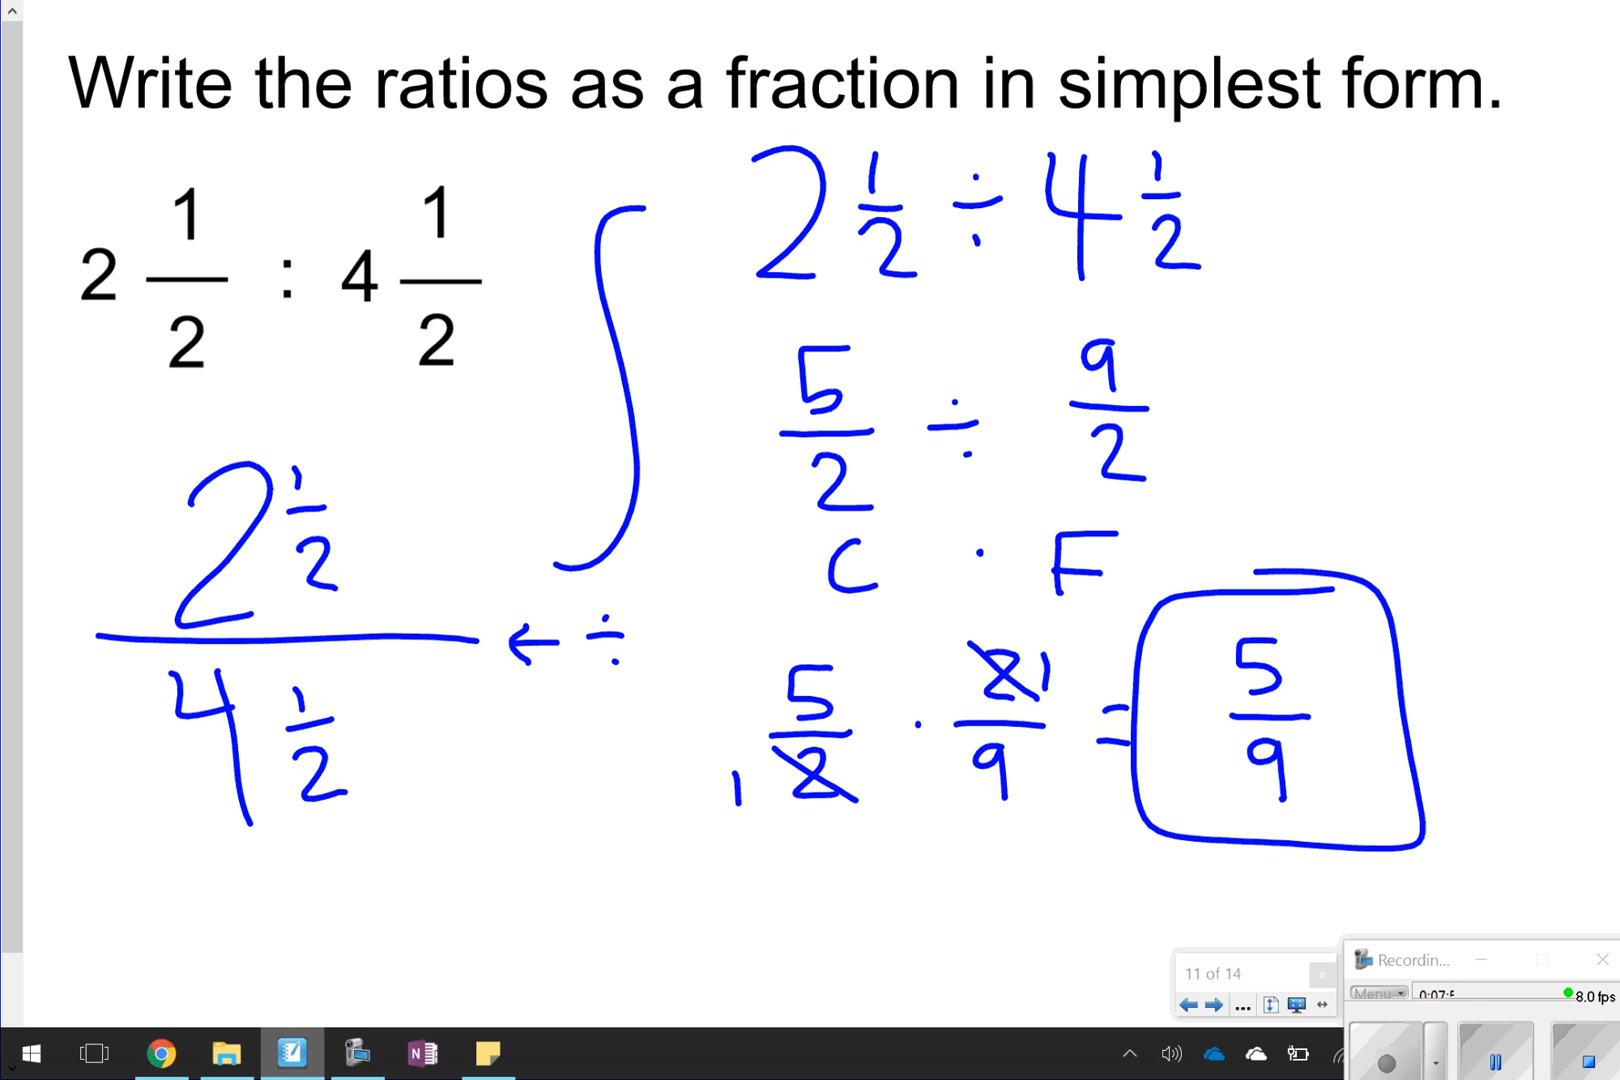 Write the ratios as a fraction in simplest form.
2 1/2 : 4 1/2
2 1/2 ÷ 4 1/2
5/2 ÷ 9/2
C · F
2 1/2
4 1/2
← ÷
5/2 · 2/9 = 5/9
1 1
11 of 14
Recordin...
Menu
8.0 fps